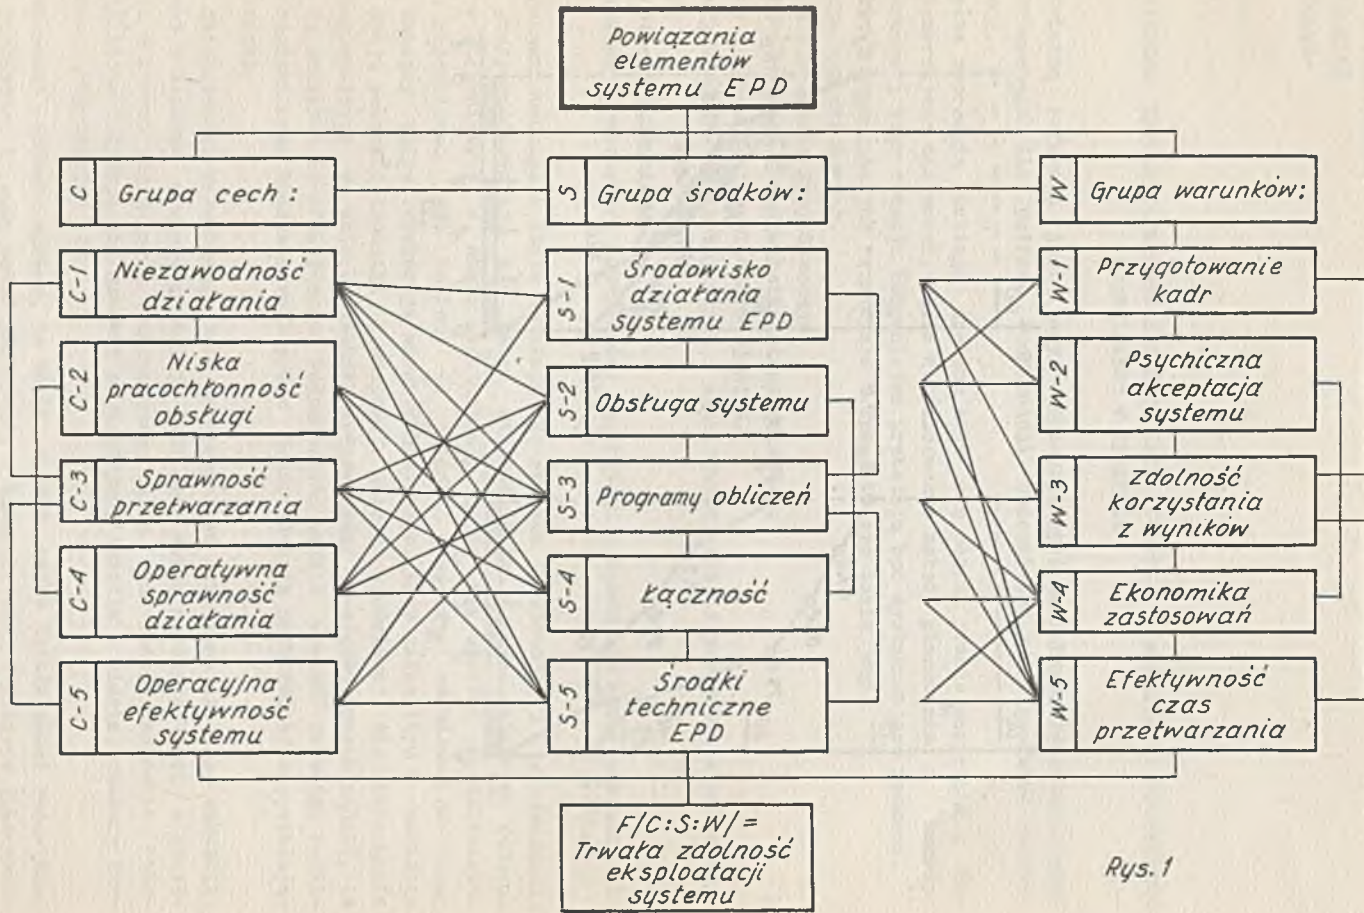 Powiązania
elementów
systemu EPD
C
Grupa cech :
S
Grupa środków:
W
Grupa warunków:
C-1
Niezawodność
działania
C-2
Niska
pracochłonność
obsługi
C-3
Sprawność
przetwarzania
C-4
Operatywna
sprawność
działania
C-5
Operacyjna
efektywność
systemu
S-1
Środowisko
działania
systemu EPD
S-2
Obsługa systemu
S-3
Programy obliczeń
S-4
Łączność
S-5
Środki
techniczne
EPD
W-1
Przygotowanie
kadr
W-2
Psychiczna
akceptacja
systemu
W-3
Zdolność
korzystania
z wyników
W-4
Ekonomika
zastosowań
W-5
Efektywność
czas
przetwarzania
F/C:S:W/=
Trwała zdolność
eksploatacji
systemu
Rys. 1